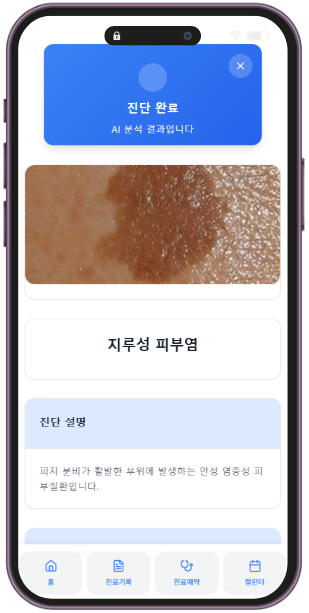 진단 완료
AI 분석 결과입니다
지루성 피부염
진단 설명
피지 분비가 활발한 부위에 발생하는 만성 염증성 피
부질환입니다.
홈
진료기록
진료예약
캘린더